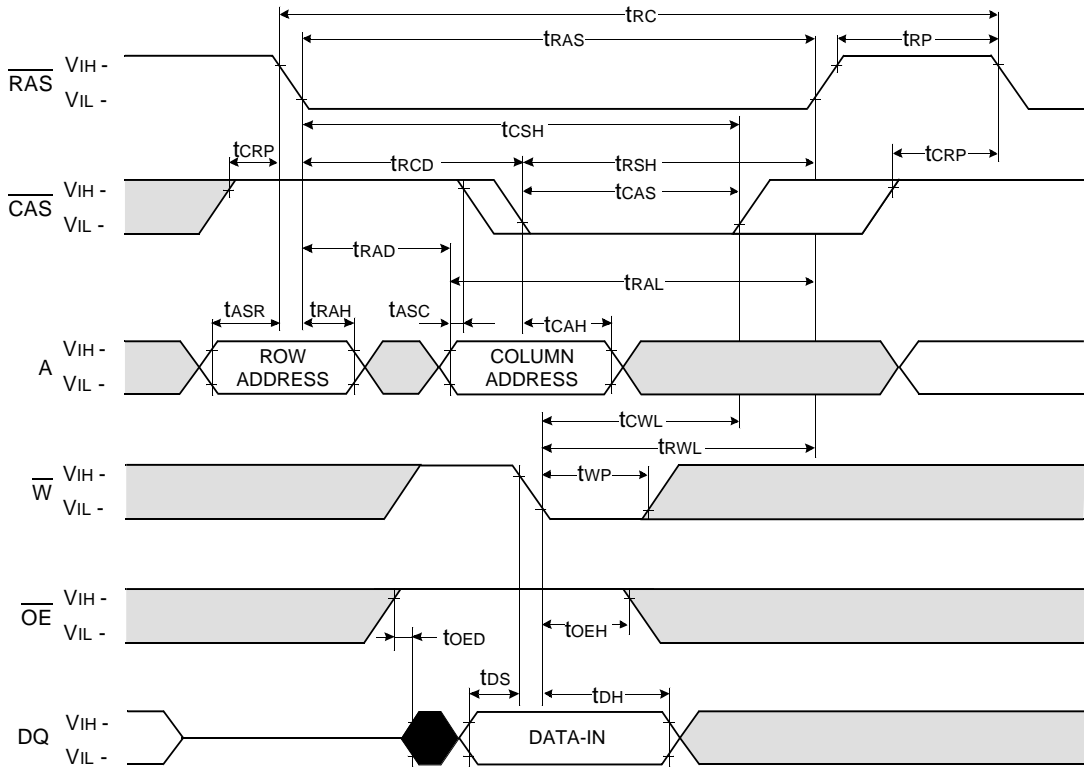 tRC
tRAS
tRP
RAS
VIH -
VIL -
tCSH
tCRP
tRCD
tRSH
tCRP
CAS
VIH -
VIL -
tCAS
tRAD
tRAL
tASR
tRAH
tASC
tCAH
A
VIH -
VIL -
ROW
ADDRESS
COLUMN
ADDRESS
tCWL
tRWL
W
VIH -
VIL -
tWP
OE
VIH -
VIL -
tOED
tOEH
tDS
tDH
DQ
VIH -
VIL -
DATA-IN